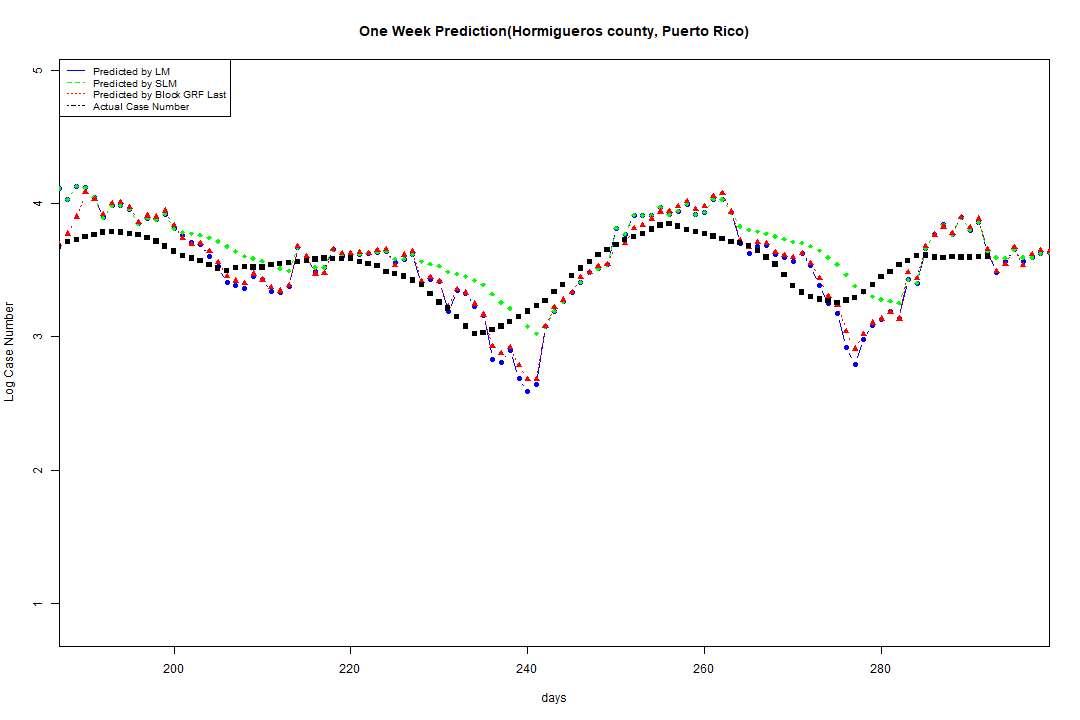 One Week Prediction(Hormigueros county, Puerto Rico)
Predicted by LM
Predicted by SLM
Predicted by Block GRF Last
Actual Case Number
5
4
3
2
1
Log Case Number
200
220
240
260
280
days